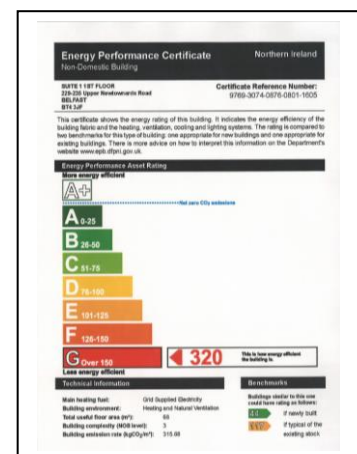 Energy Performance Certificate
Northern Ireland
Non-Domestic Building
SUITE 1 1ST FLOOR
Upper Newtownards Road
BELFAST
BT4 3JF
Certificate Reference Number:
9769-3074-0876-0801-1605
This certificate shows the energy rating of this building. It indicates the energy efficiency of the
building fabric and the heating, ventilation, cooling and lighting systems. The rating is compared to
two benchmarks for this type of building: one appropriate for new buildings and one appropriate for
existing buildings. There is more advice on how to interpret this information on the Department's
website www.epb.dfpni.gov.uk.
Energy Performance Asset Rating
More energy efficient
A+
Net zero CO₂ emissions
A 0-25
B 26-50
C 51-75
D 76-100
E 101-125
F 126-150
G Over 150
320
This is how energy efficient
the building is.
Less energy efficient
Technical Information
Main heating fuel: Grid Supplied Electricity
Building environment: Heating and Natural Ventilation
Total useful floor area (m²):
Building complexity (NOS level): 3
Building emission rate (kgCO₂/m²):
Benchmarks
Buildings similar to this one
could have rating as follows:
If newly built
If typical of the
existing stock